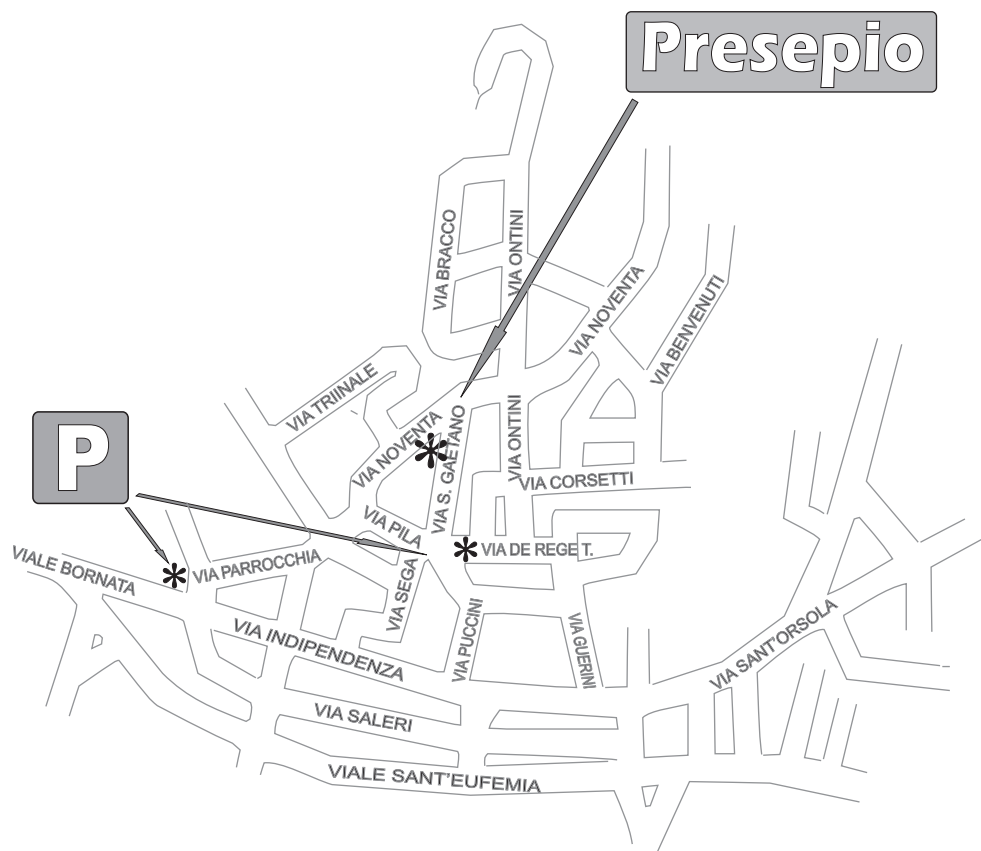 Presepio
VIA BRACCO
VIA ONTINI
VIA NOVENTA
VIA BENVENUTI
VIA TRIINALE
VIA NOVENTA
VIA S. GAETANO
VIA ONTINI
P
VIA CORSETTI
VIA PILA
VIA DE REGE T.
VIALE BORNATA
VIA PARROCCHIA
VIA SEGA
VIA PUCCINI
VIA GUERINI
VIA SANT'ORSOLA
VIA INDIPENDENZA
VIA SALERI
VIALE SANT'EUFEMIA